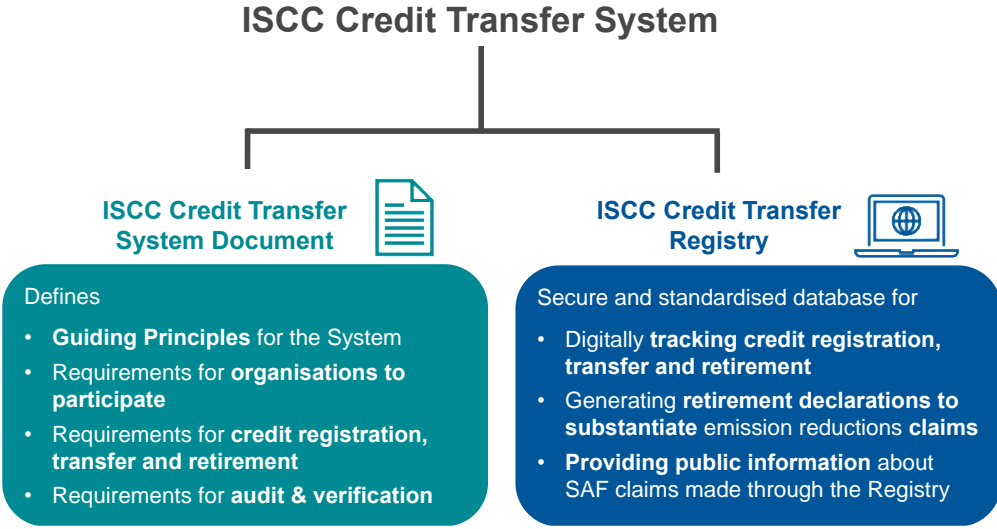 ISCC Credit Transfer System
ISCC Credit Transfer
System Document
Defines
• Guiding Principles for the System
• Requirements for organisations to
participate
• Requirements for credit registration,
transfer and retirement
• Requirements for audit & verification
ISCC Credit Transfer
Registry
Secure and standardised database for
• Digitally tracking credit registration,
transfer and retirement
• Generating retirement declarations to
substantiate emission reductions claims
• Providing public information about
SAF claims made through the Registry